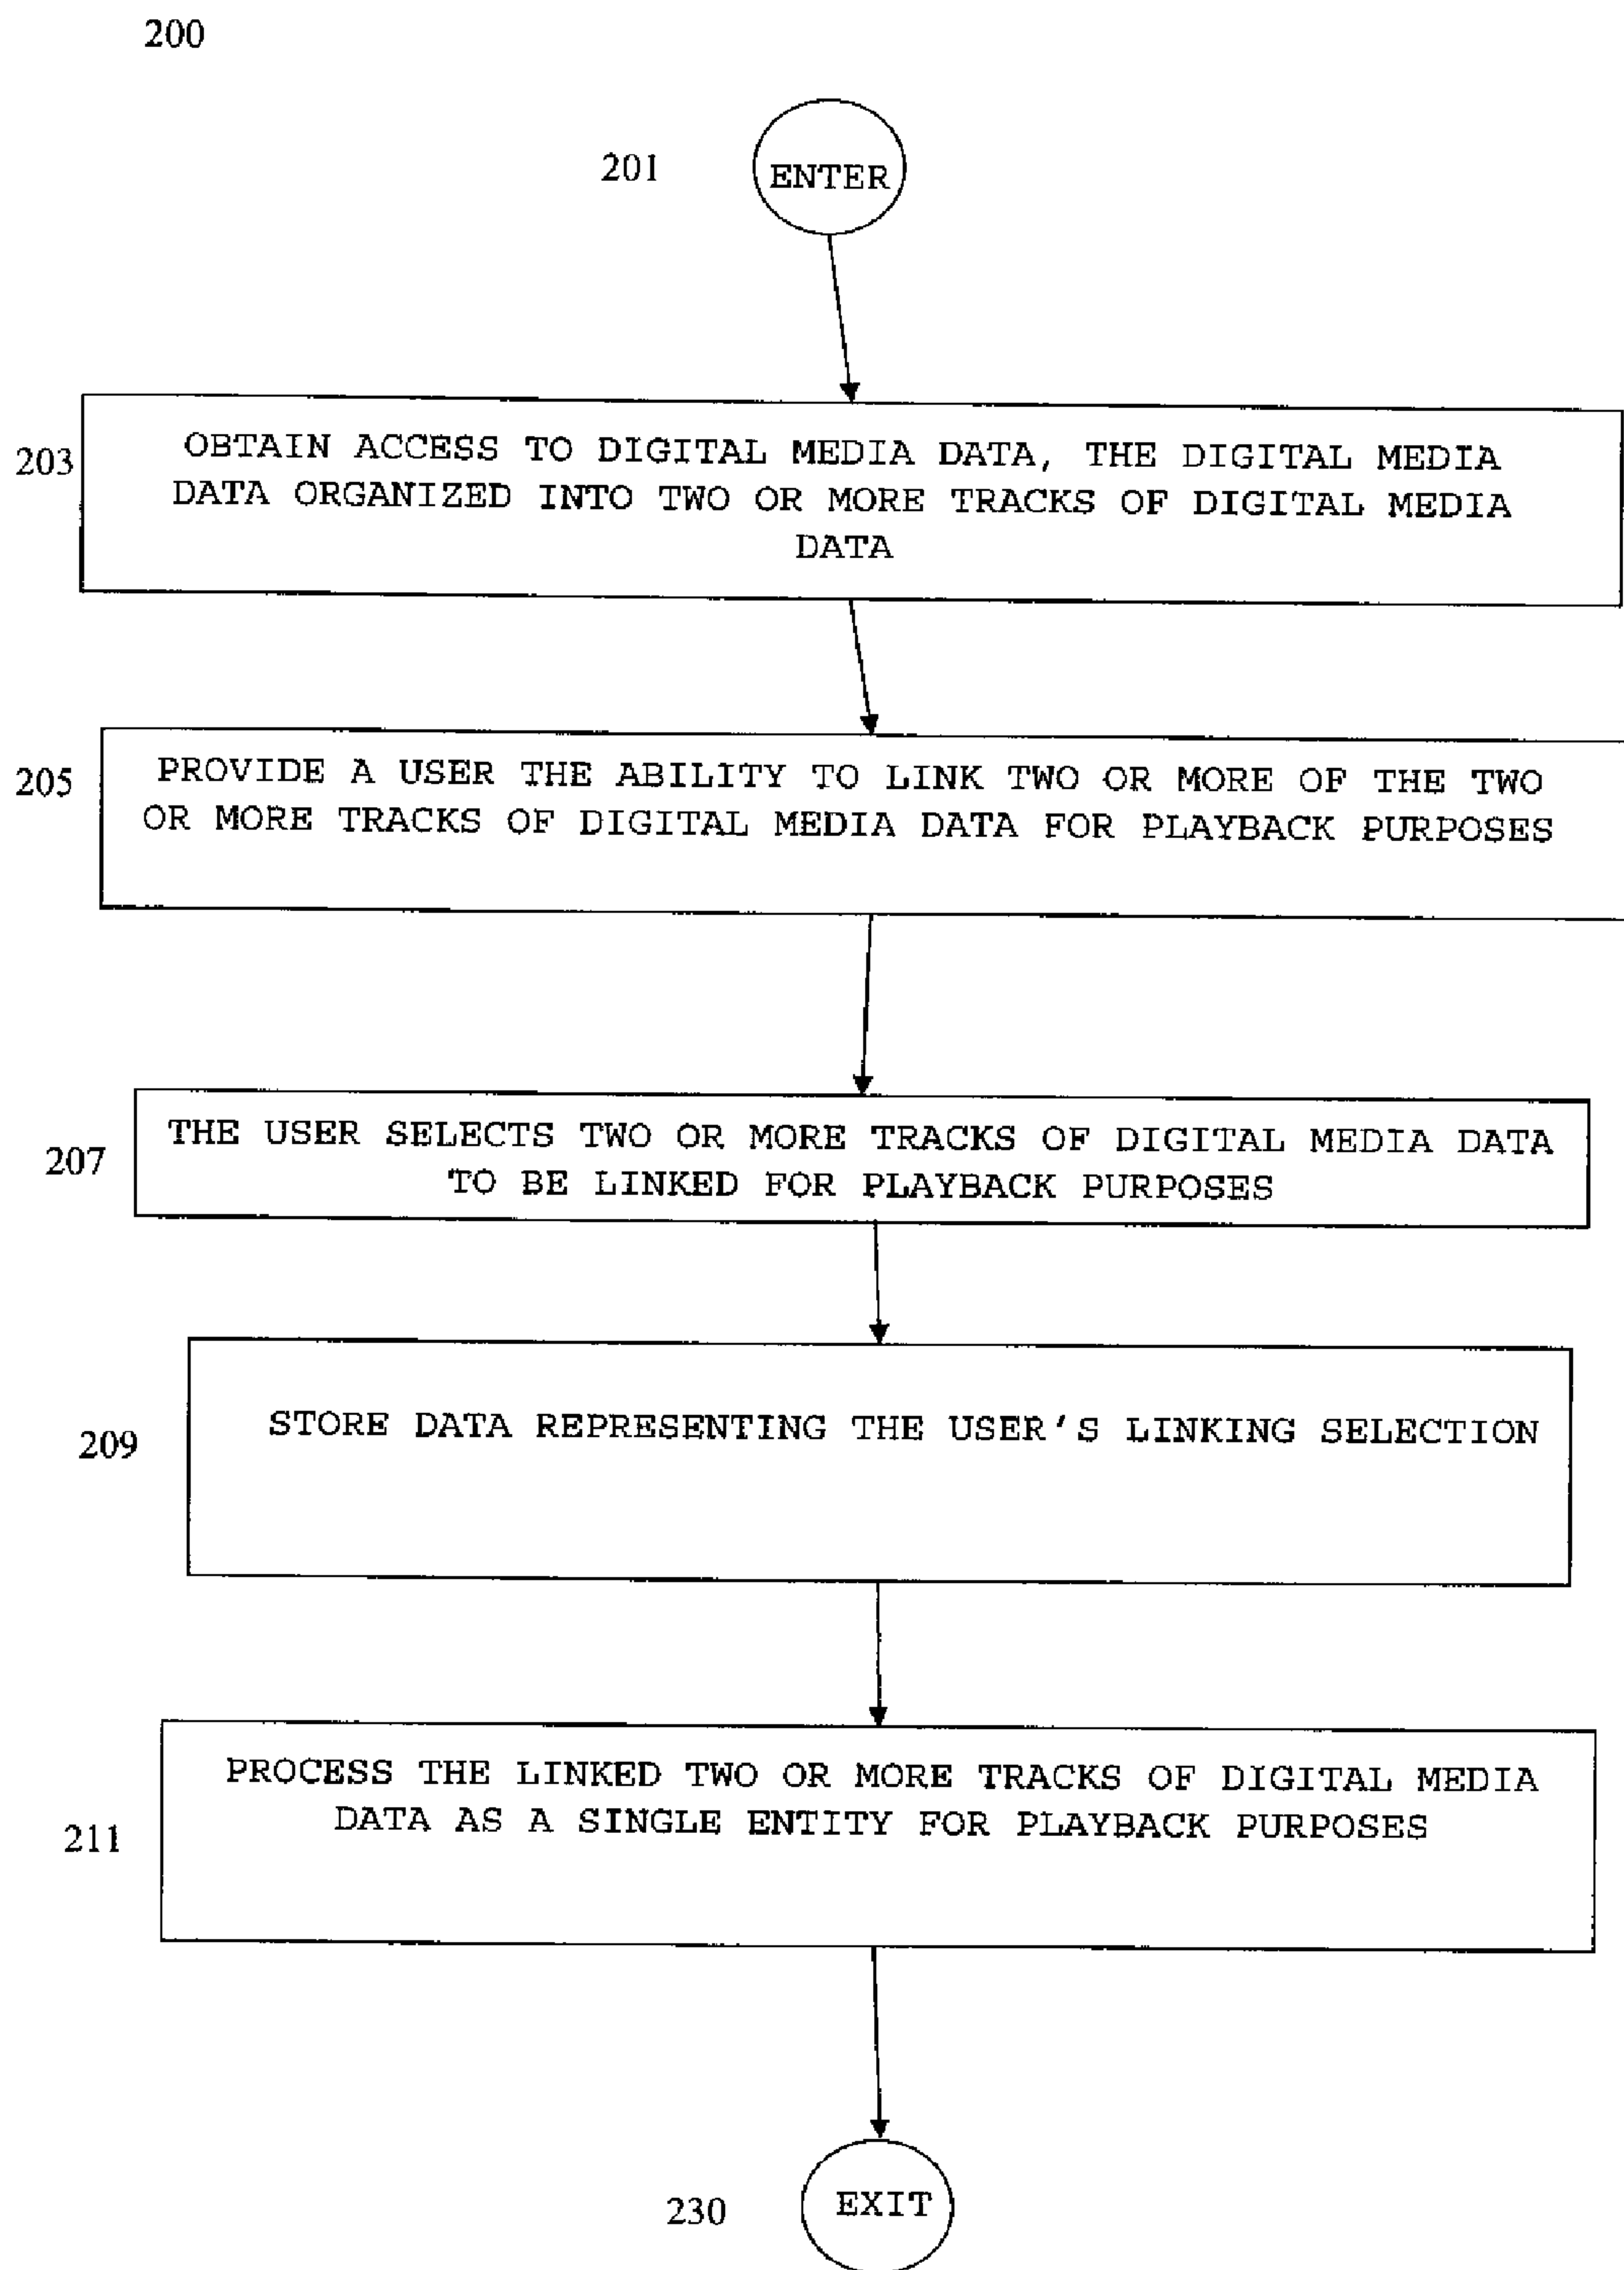 200
201
ENTER
203
OBTAIN ACCESS TO DIGITAL MEDIA DATA, THE DIGITAL MEDIA
DATA ORGANIZED INTO TWO OR MORE TRACKS OF DIGITAL MEDIA
DATA
205
PROVIDE A USER THE ABILITY TO LINK TWO OR MORE OF THE TWO
OR MORE TRACKS OF DIGITAL MEDIA DATA FOR PLAYBACK PURPOSES
207
THE USER SELECTS TWO OR MORE TRACKS OF DIGITAL MEDIA DATA
TO BE LINKED FOR PLAYBACK PURPOSES
209
STORE DATA REPRESENTING THE USER'S LINKING SELECTION
211
PROCESS THE LINKED TWO OR MORE TRACKS OF DIGITAL MEDIA
DATA AS A SINGLE ENTITY FOR PLAYBACK PURPOSES
230
EXIT